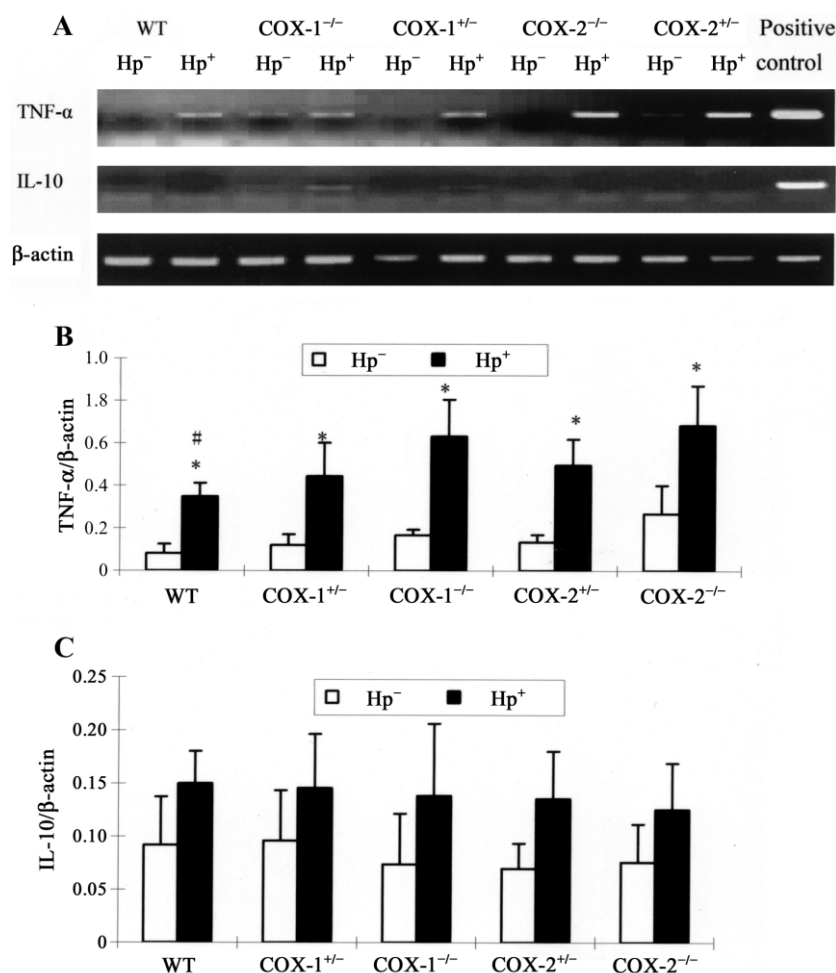 A
WT COX-1⁻/⁻ COX-1⁺/⁻ COX-2⁻/⁻ COX-2⁺/⁻ Positive
Hp⁻ Hp⁺ Hp⁻ Hp⁺ Hp⁻ Hp⁺ Hp⁻ Hp⁺ Hp⁻ Hp⁺ control
TNF-α
IL-10
β-actin
B
Hp⁻ Hp⁺
1.0
1.8
0.6
0.4
0.2
0
TNF-α/β-actin
# * * * * *
WT COX-1⁺/⁻ COX-1⁻/⁻ COX-2⁺/⁻ COX-2⁻/⁻
C
Hp⁻ Hp⁺
0.25
0.20
0.15
0.10
0.05
0
IL-10/β-actin
WT COX-1⁺/⁻ COX-1⁻/⁻ COX-2⁺/⁻ COX-2⁻/⁻